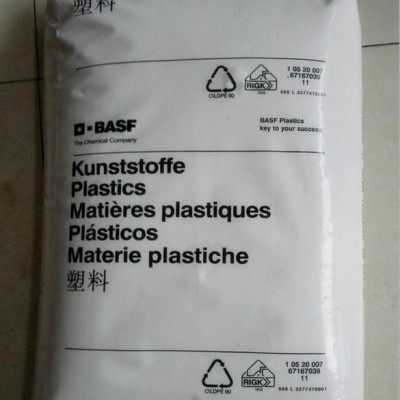 塑料
C/LDPE 90
RIGK
1 05 20 007
67167039
11
BASF
The Chemical Company
BASF Plastics
key to your success
Kunststoffe
Plastics
Matières plastiques
Plásticos
Materie plastiche
塑料
C/LDPE 90
RIGK
1 05 20 007
67167039
11